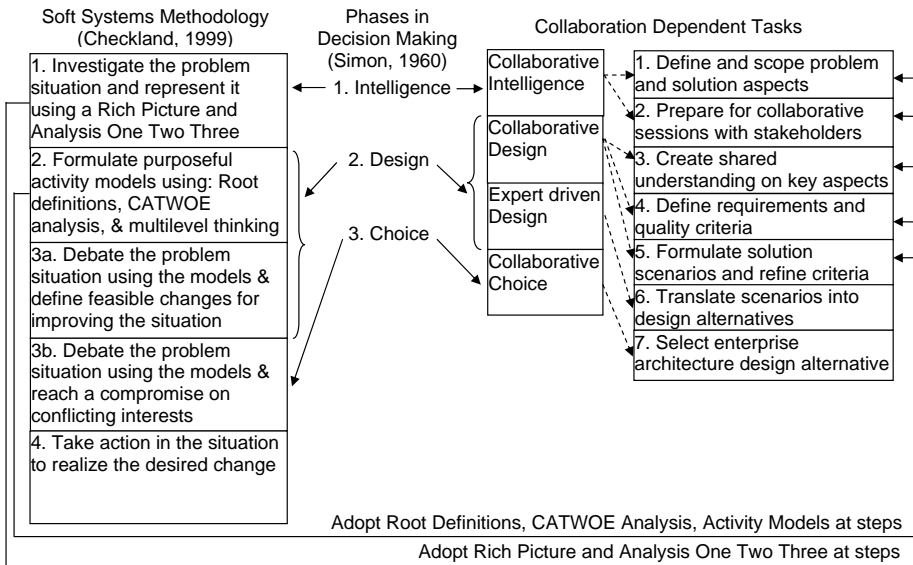 Soft Systems Methodology
(Checkland, 1999)
1. Investigate the problem
situation and represent it
using a Rich Picture and
Analysis One Two Three
2. Formulate purposeful
activity models using: Root
definitions, CATWOE
analysis, & multilevel thinking
3a. Debate the problem
situation using the models &
define feasible changes for
improving the situation
3b. Debate the problem
situation using the models &
reach a compromise on
conflicting interests
4. Take action in the situation
to realize the desired change
Phases in
Decision Making
(Simon, 1960)
1. Intelligence
2. Design
3. Choice
Collaboration Dependent Tasks
Collaborative
Intelligence
Collaborative
Design
Expert driven
Design
Collaborative
Choice
1. Define and scope problem
and solution aspects
2. Prepare for collaborative
sessions with stakeholders
3. Create shared
understanding on key aspects
4. Define requirements and
quality criteria
5. Formulate solution
scenarios and refine criteria
6. Translate scenarios into
design alternatives
7. Select enterprise
architecture design alternative
Adopt Root Definitions, CATWOE Analysis, Activity Models at steps
Adopt Rich Picture and Analysis One Two Three at steps